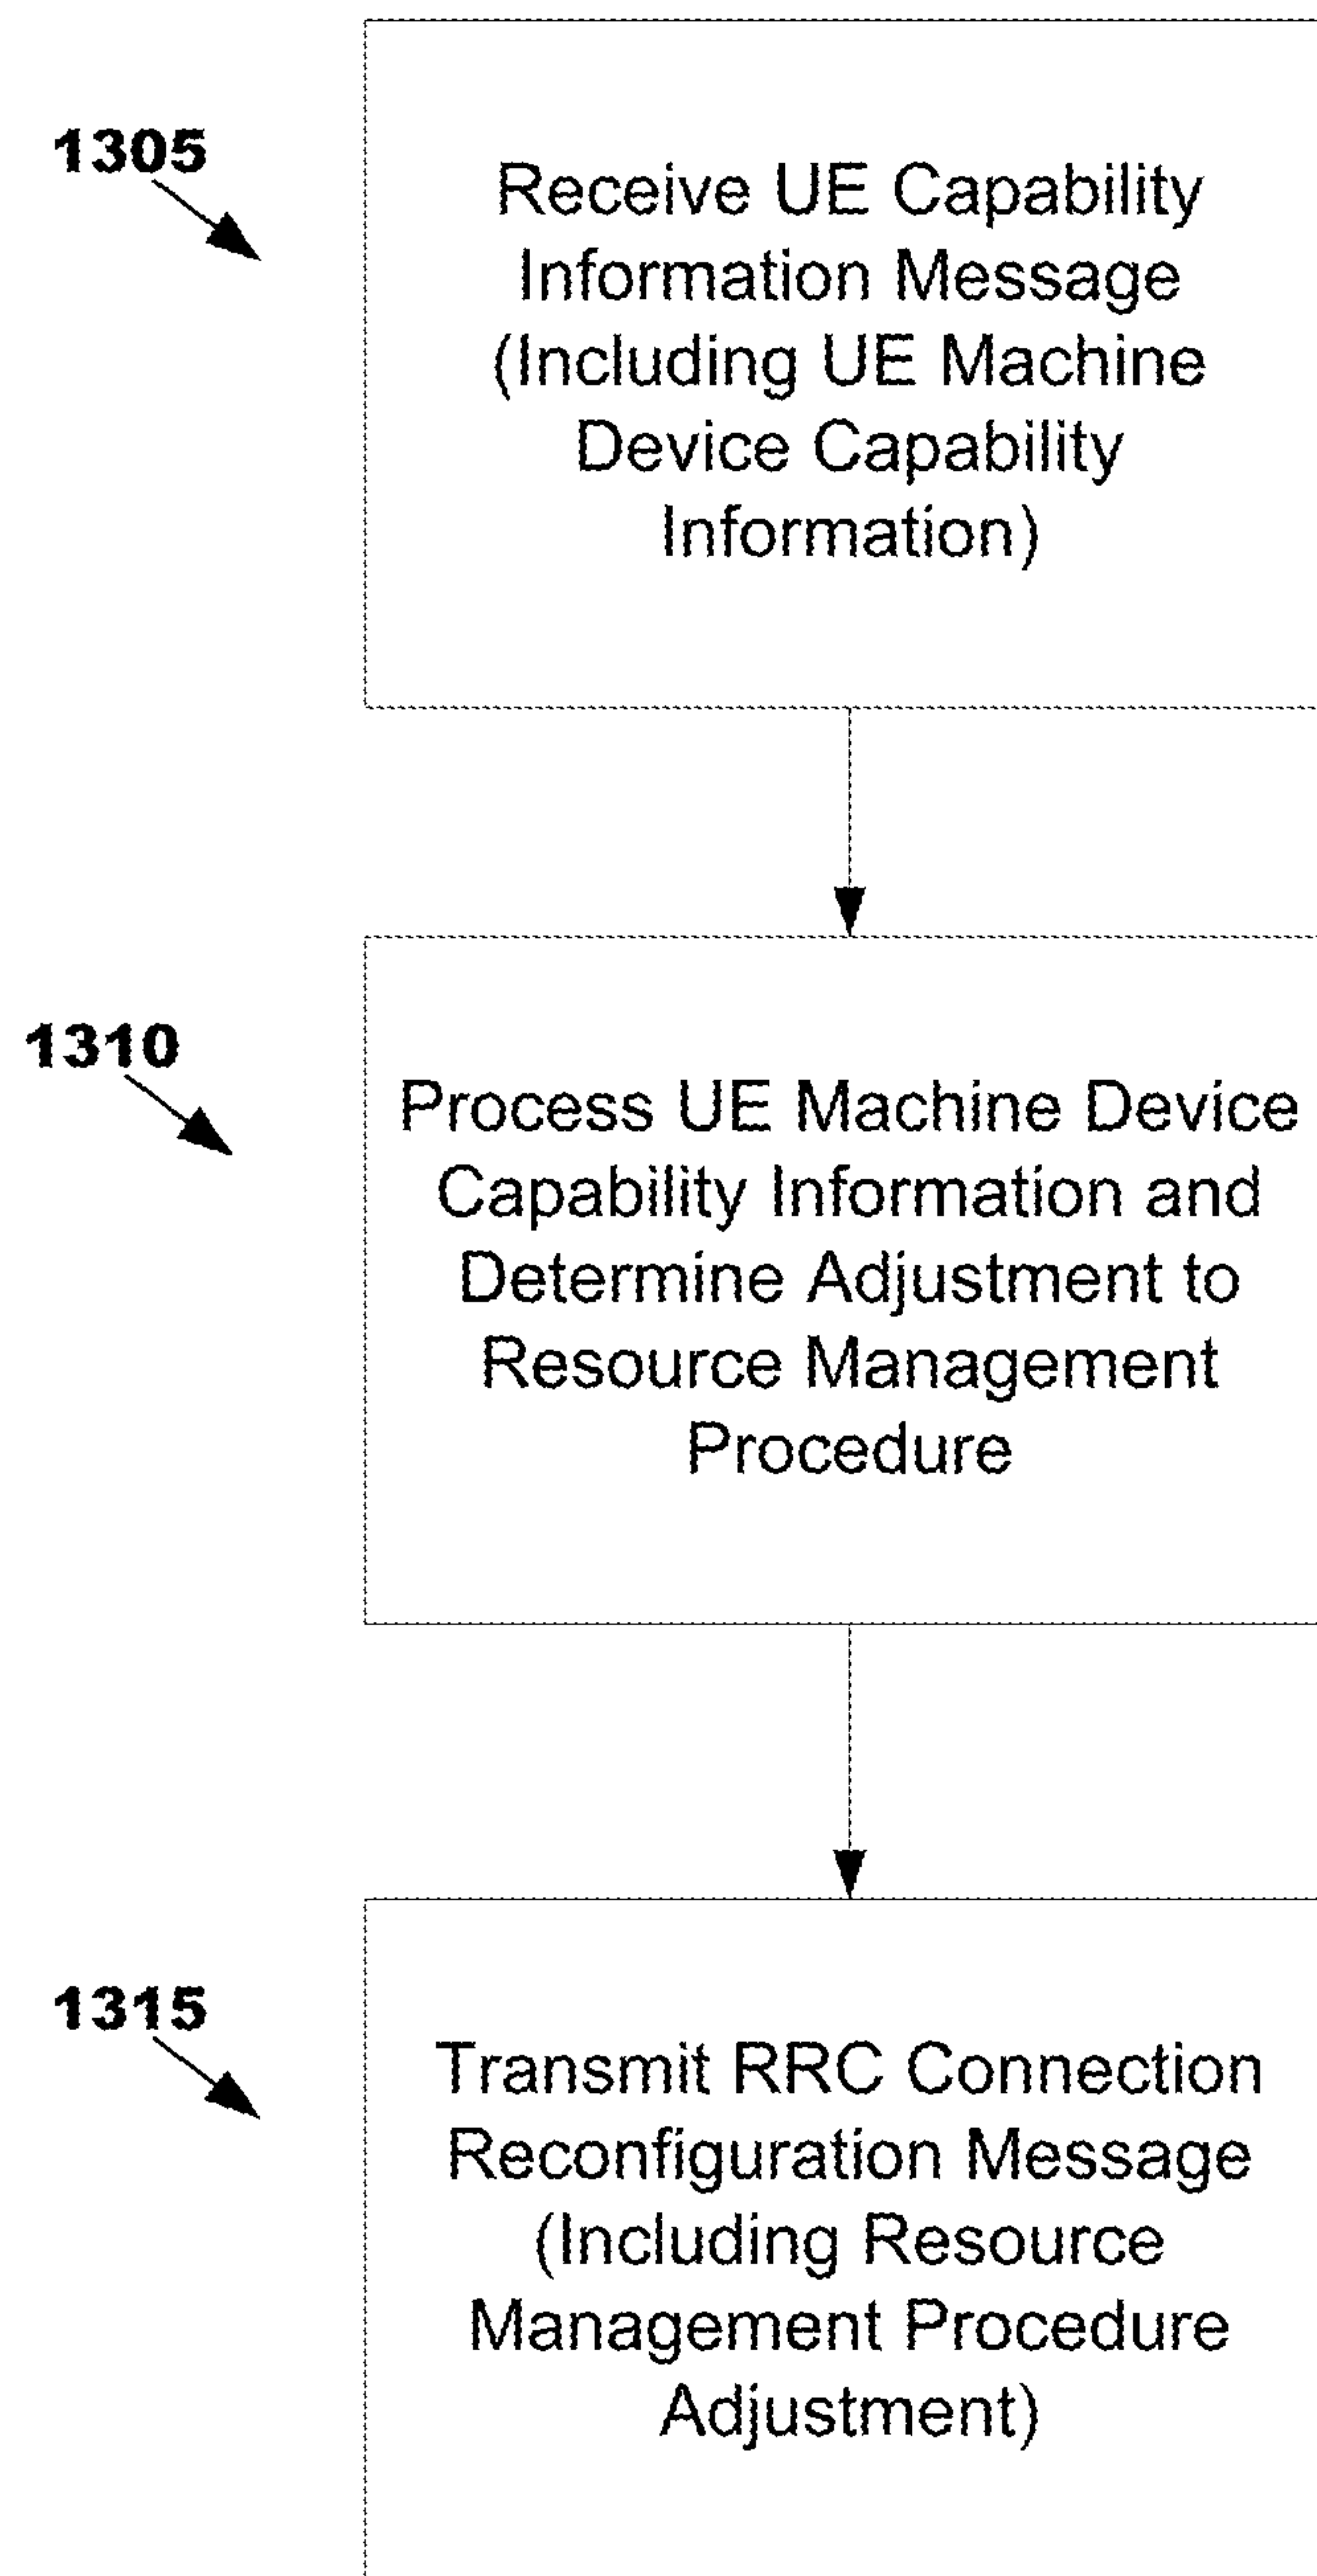 1305
Receive UE Capability
Information Message
(Including UE Machine
Device Capability
Information)
1310
Process UE Machine Device
Capability Information and
Determine Adjustment to
Resource Management
Procedure
1315
Transmit RRC Connection
Reconfiguration Message
(Including Resource
Management Procedure
Adjustment)